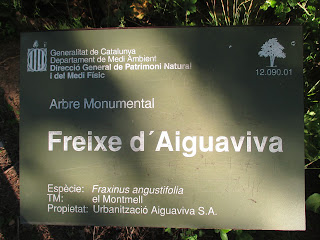 Generalitat de Catalunya
Departament de Medi Ambient
Direcció General de Patrimoni Natural
i del Medi Físic
12.090.01
Arbre Monumental
Freixe d´Aiguaviva
Espècie: Fraxinus angustifolia
TM: el Montmell
Propietat: Urbanització Aiguaviva S.A.